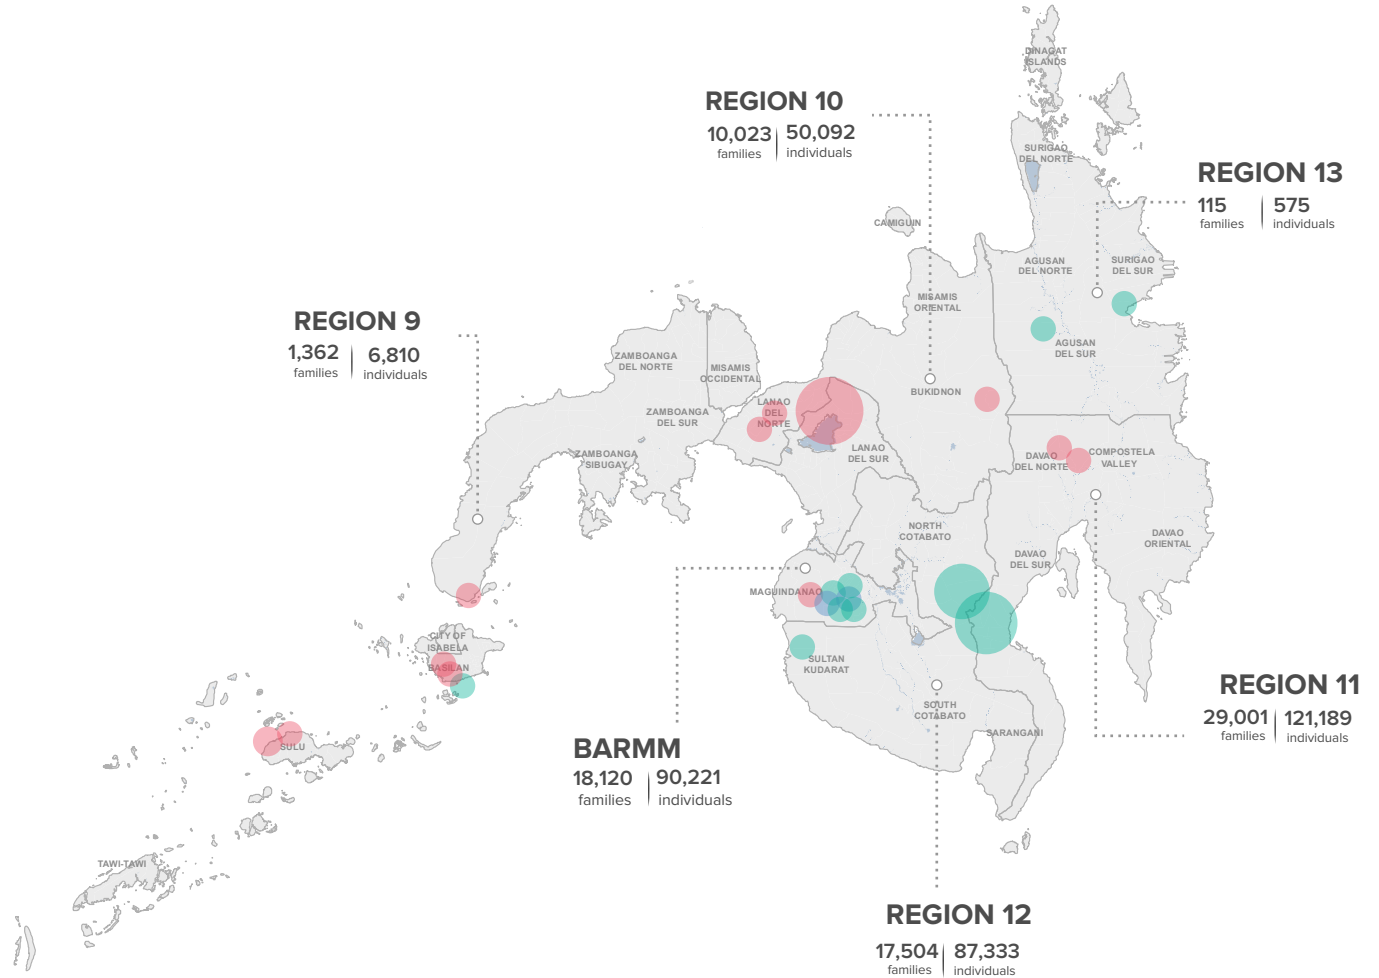 DINAGAT
ISLANDS
REGION 10
10,023 | 50,092
families individuals
SURIGAO
DEL NORTE
REGION 13
115 | 575
families individuals
CAMIGUIN
AGUSAN
DEL NORTE
SURIGAO
DEL SUR
MISAMIS
ORIENTAL
REGION 9
1,362 | 6,810
families individuals
ZAMBOANGA
DEL NORTE
MISAMIS
OCCIDENTAL
AGUSAN
DEL SUR
BUKIDNON
LANAO
DEL
NORTE
ZAMBOANGA
DEL SUR
ZAMBOANGA
SIBUGAY
LANAO
DEL SUR
DAVAO
DEL NORTE
COMPOSTELA
VALLEY
NORTH
COTABATO
DAVAO
ORIENTAL
DAVAO
DEL SUR
MAGUINDANAO
CITY OF
ISABELA
BASILAN
SULTAN
KUDARAT
REGION 11
29,001 | 121,189
families individuals
SOUTH
COTABATO
SARANGANI
SULU
BARMM
18,120 | 90,221
families individuals
TAWI-TAWI
REGION 12
17,504 | 87,333
families individuals